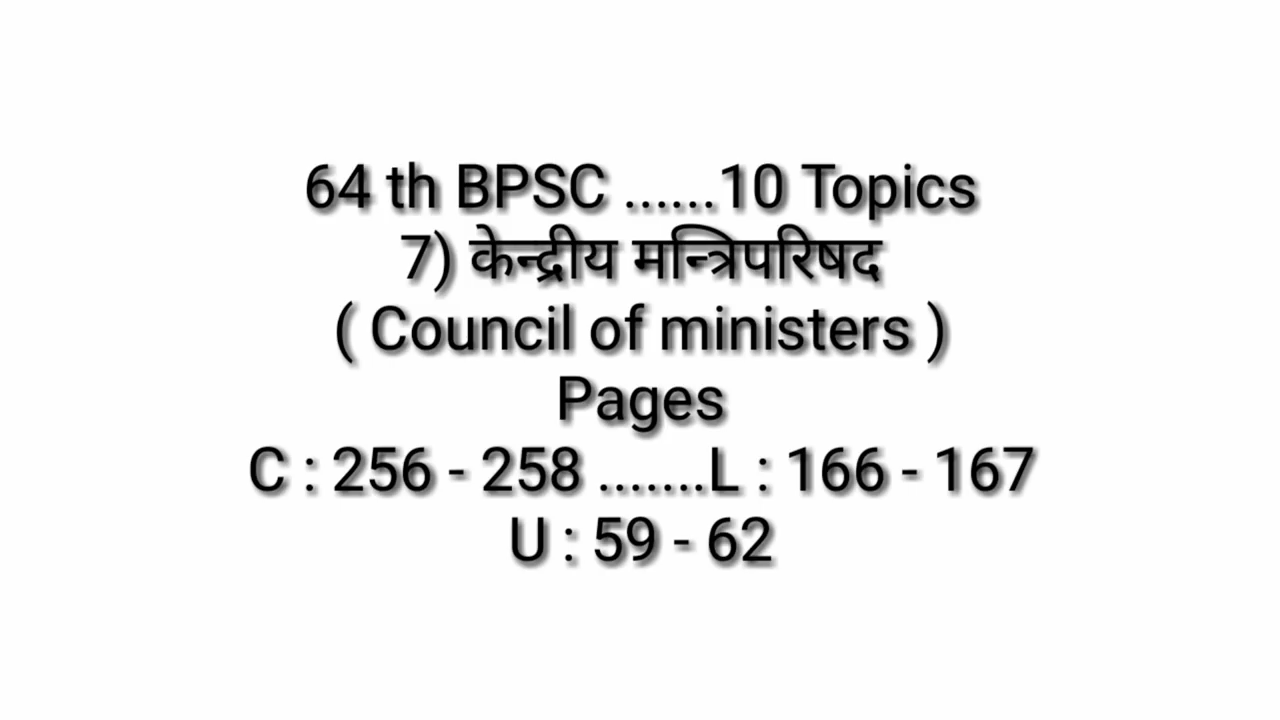 64 th BPSC ......10 Topics
7) केन्द्रीय मन्त्रिपरिषद
( Council of ministers )
Pages
C : 256 - 258 .......L : 166 - 167
U : 59 - 62